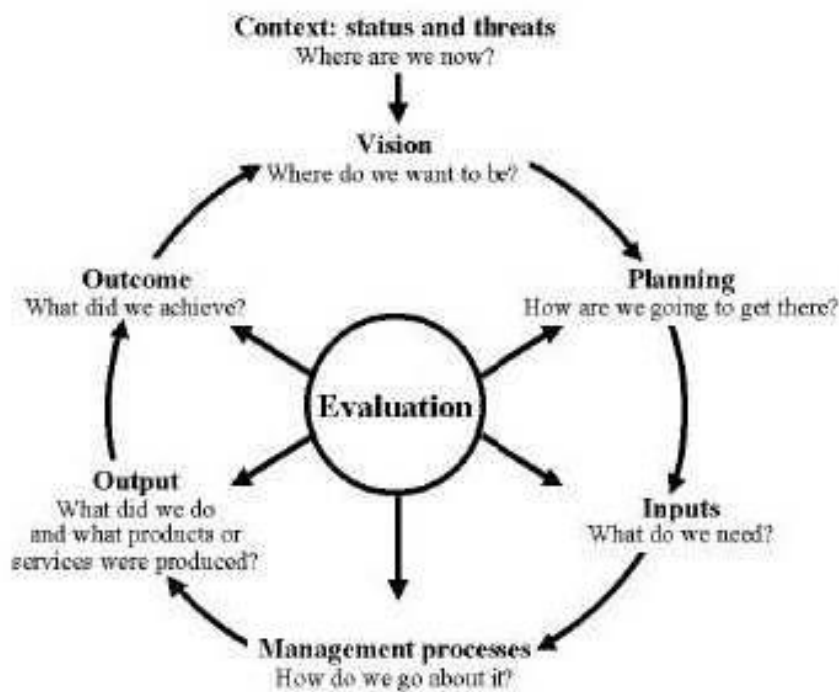 Context: status and threats
Where are we now?
Vision
Where do we want to be?
Planning
How are we going to get there?
Inputs
What do we need?
Management processes
How do we go about it?
Output
What did we do
and what products or
services were produced?
Outcome
What did we achieve?
Evaluation